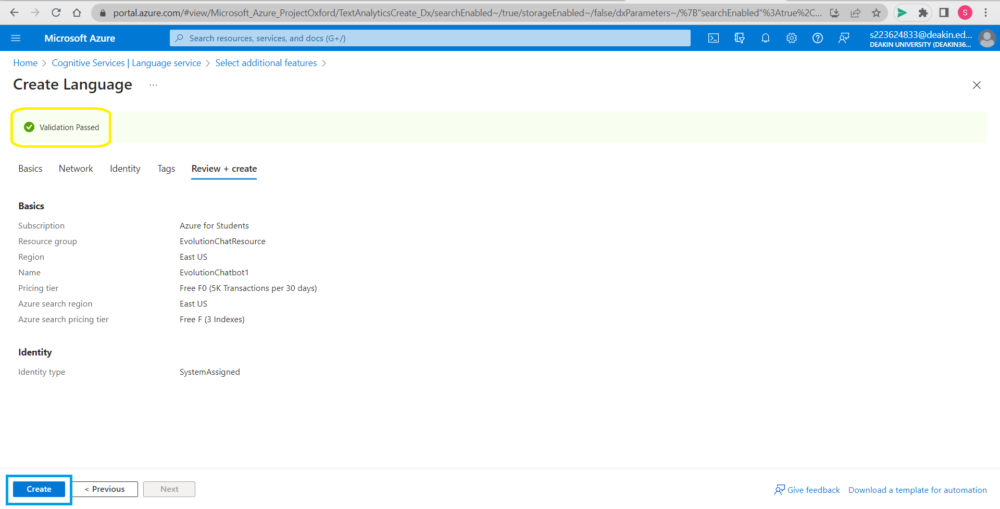 portal.azure.com/#view/Microsoft_Azure_ProjectOxford/TextAnalyticsCreate_Dx/searchEnabled~/true/storageEnabled~/false/dxParameters~/%7B"searchEnabled"%3Atrue%2C...
S
Microsoft Azure
Search resources, services, and docs (G+/)
s223624833@deakin.ed...
DEAKIN UNIVERSITY (DEAKIN36...
Home > Cognitive Services | Language service > Select additional features >
Create Language ...
Validation Passed
Basics Network Identity Tags Review + create
Basics
Subscription Azure for Students
Resource group EvolutionChatResource
Region East US
Name EvolutionChatbot1
Pricing tier Free F0 (5K Transactions per 30 days)
Azure search region East US
Azure search pricing tier Free F (3 Indexes)
Identity
Identity type SystemAssigned
Create < Previous Next Give feedback Download a template for automation